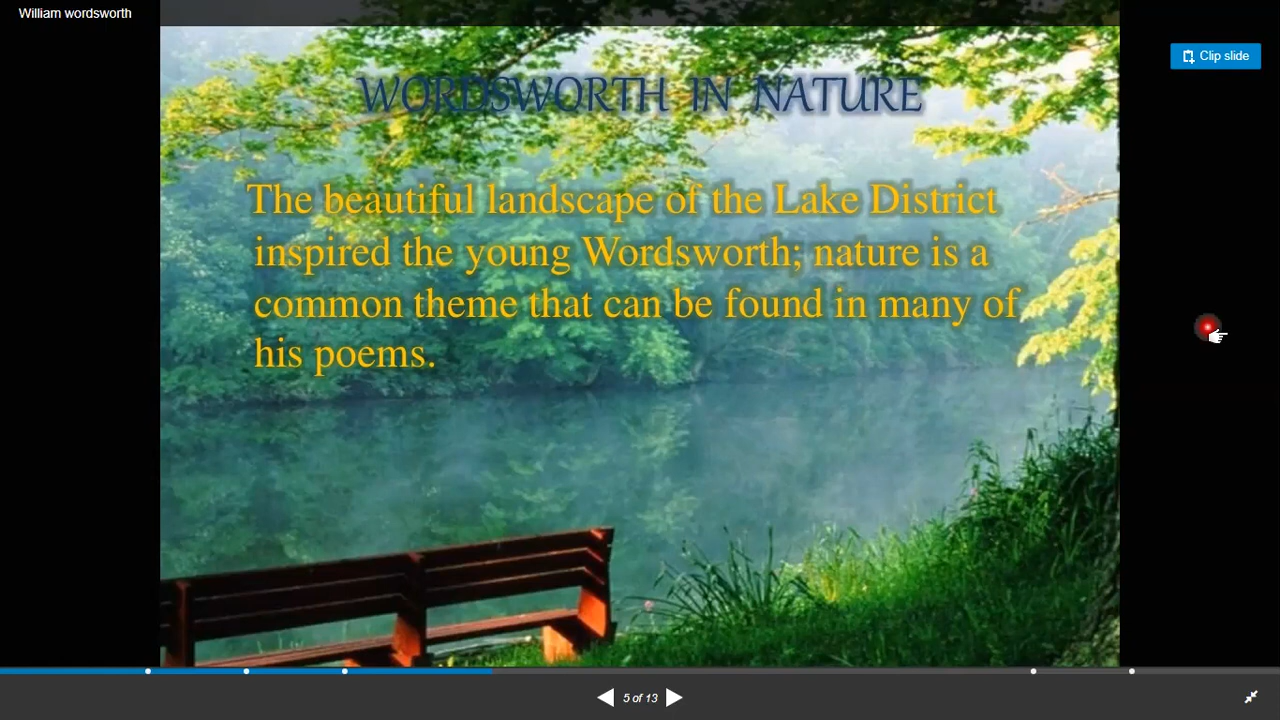 William wordsworth
Clip slide
WORDSWORTH IN NATURE
The beautiful landscape of the Lake District
inspired the young Wordsworth; nature is a
common theme that can be found in many of
his poems.
5 of 13